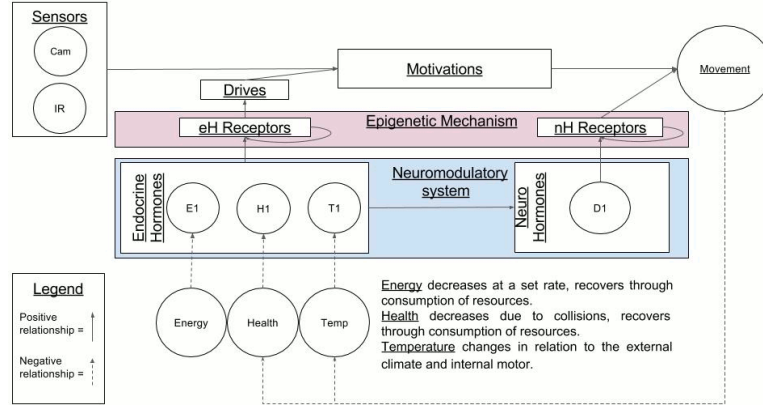 Sensors
Cam
IR
Motivations
Movement
Drives
Epigenetic Mechanism
eH Receptors
nH Receptors
Neuromodulatory
system
Endocrine
Hormones
E1
H1
T1
Neuro
Hormones
D1
Legend
Positive
relationship =
Negative
relationship =
Energy
Health
Temp
Energy decreases at a set rate, recovers through
consumption of resources.
Health decreases due to collisions, recovers
through consumption of resources.
Temperature changes in relation to the external
climate and internal motor.